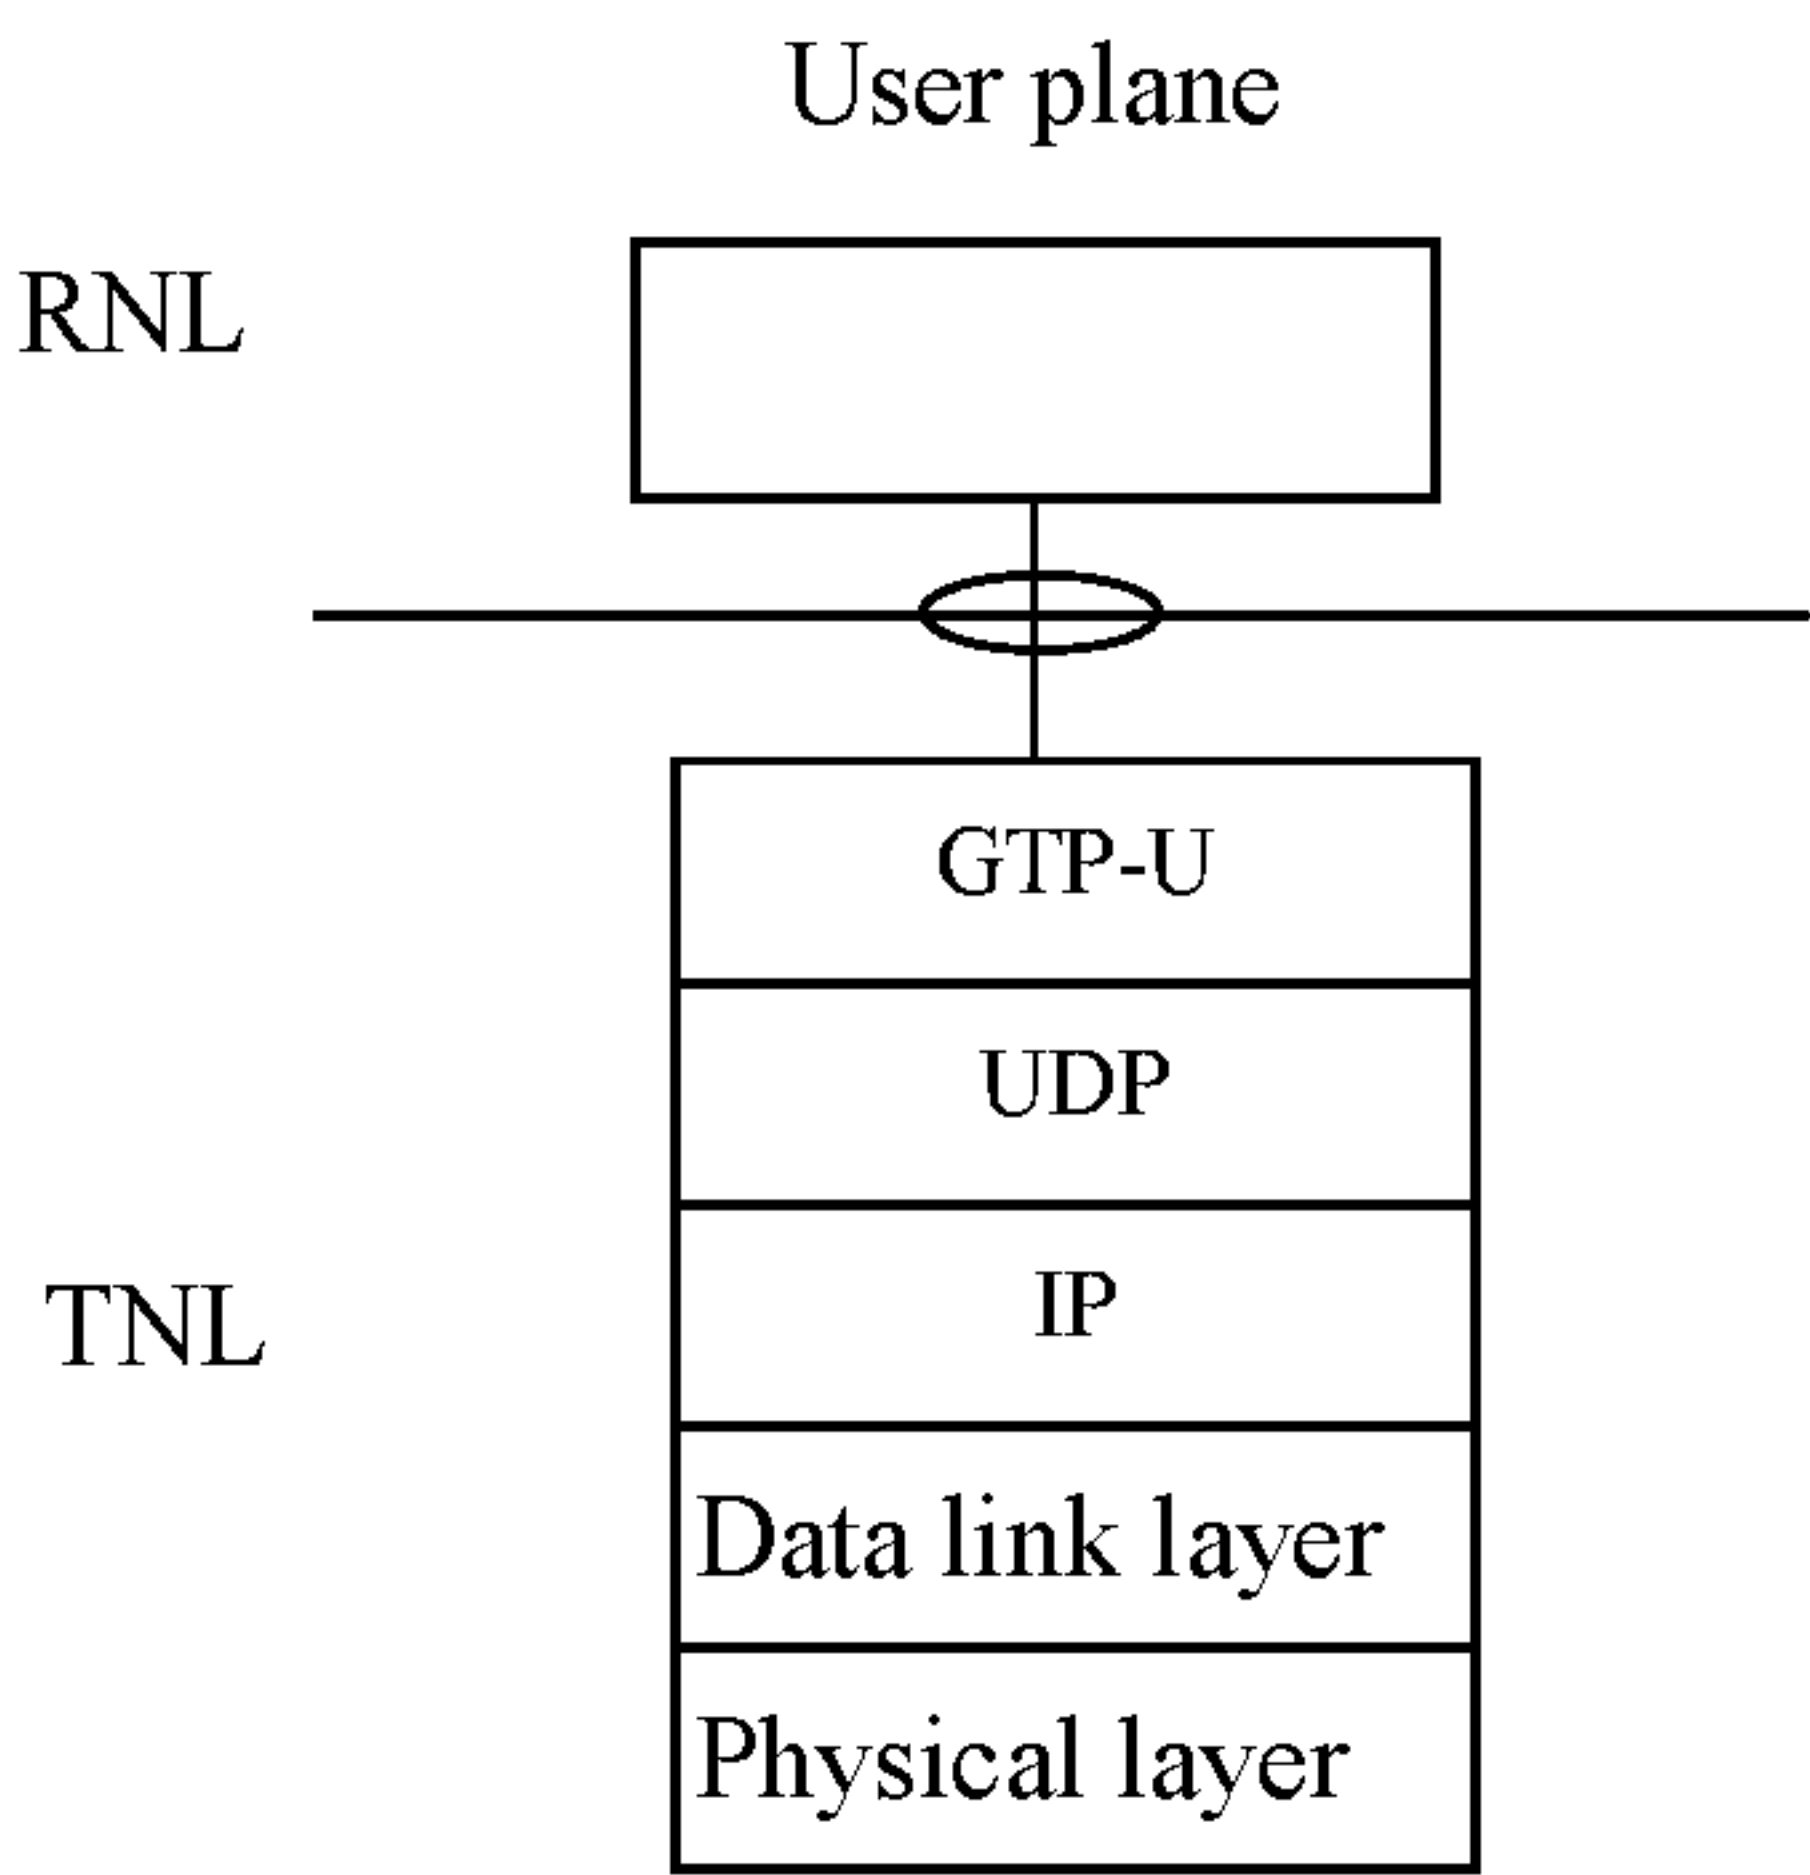 User plane
RNL
GTP-U
UDP
IP
TNL
Data link layer
Physical layer